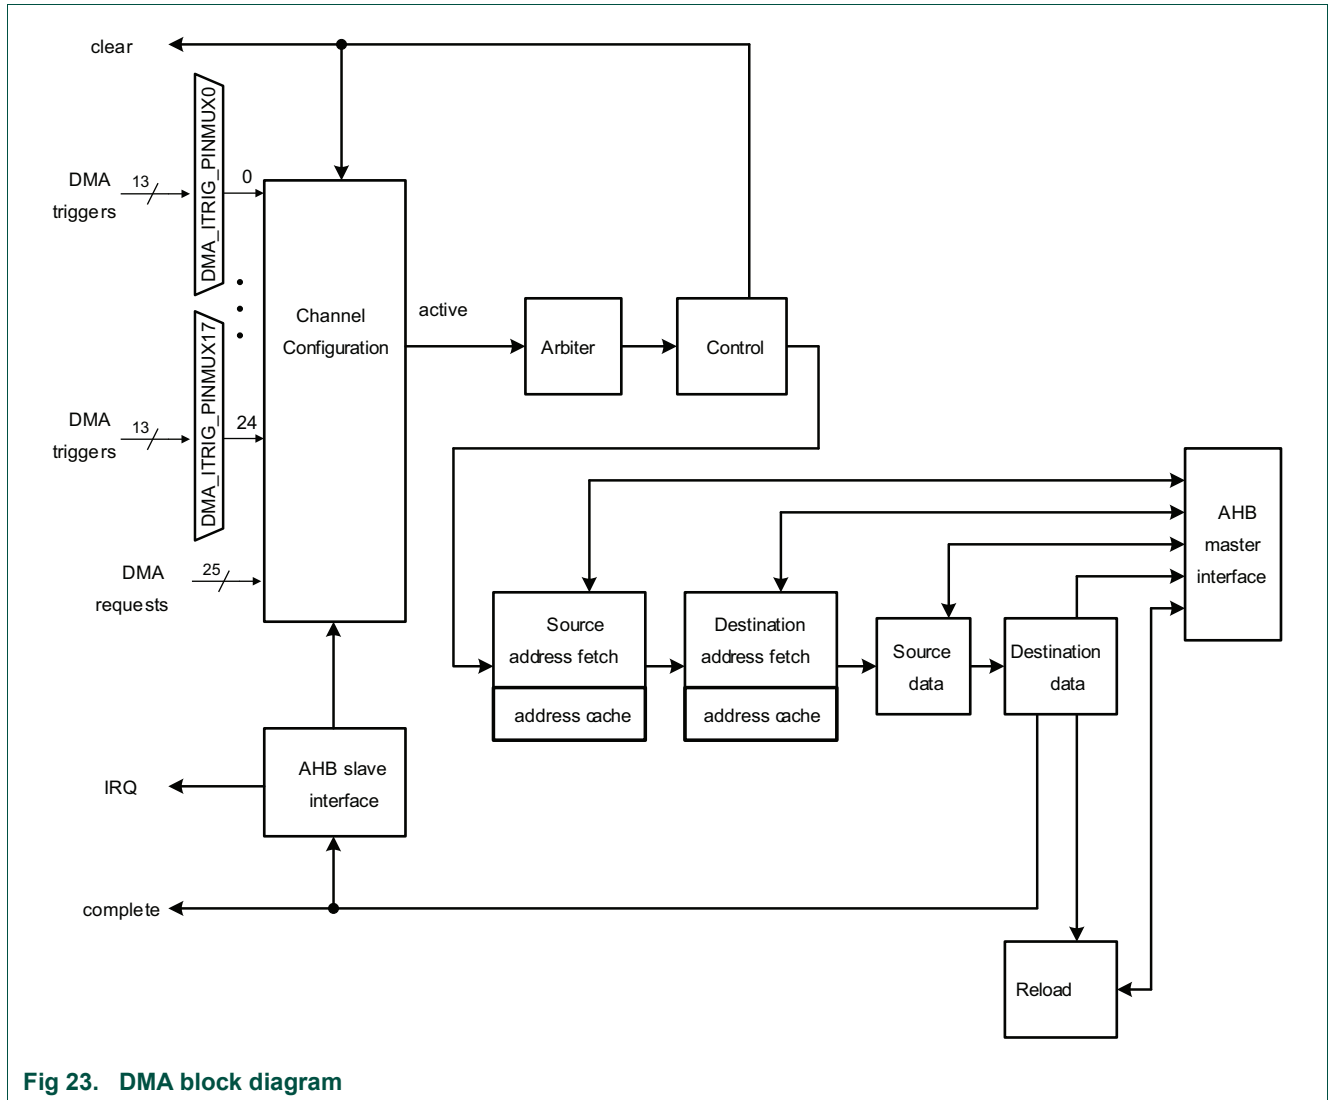 clear
DMA_ITRIG_PINMUX0
DMA
triggers
13
0
Channel
Configuration
active
Arbiter
Control
DMA_ITRIG_PINMUX17
DMA
triggers
13
24
DMA
requests
25
AHB
master
interface
Source
address fetch
address cache
Destination
address fetch
address cache
Source
data
Destination
data
AHB slave
interface
IRQ
complete
Reload
Fig 23. DMA block diagram